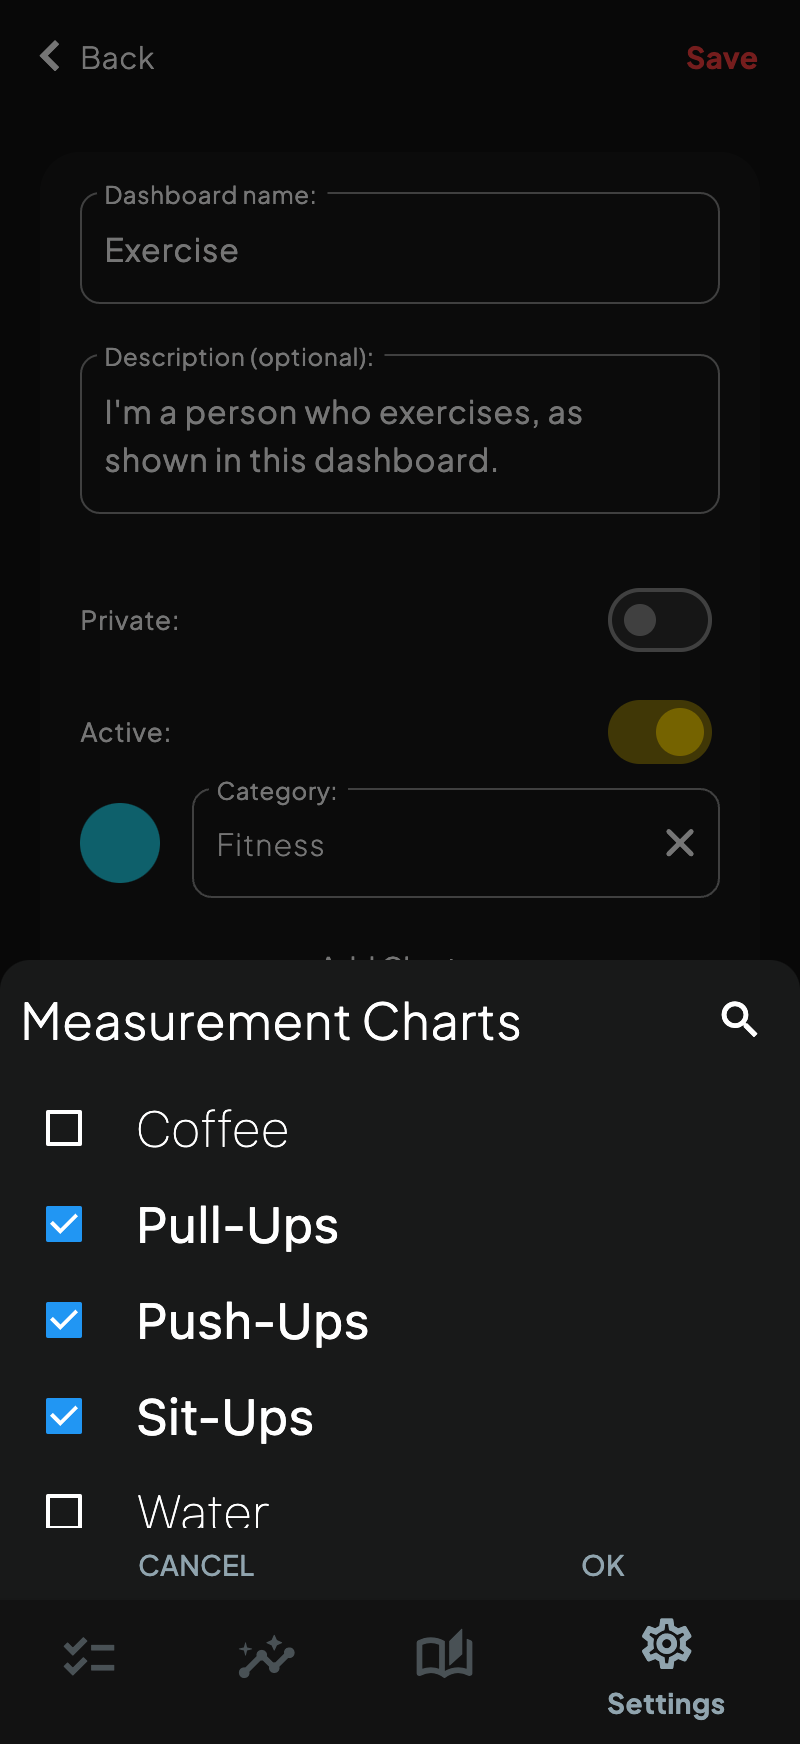 Back
Save
Dashboard name:
Exercise
Description (optional):
I'm a person who exercises, as
shown in this dashboard.
Private:
Active:
Category:
Fitness
Measurement Charts
Coffee
Pull-Ups
Push-Ups
Sit-Ups
Water
CANCEL
OK
Settings